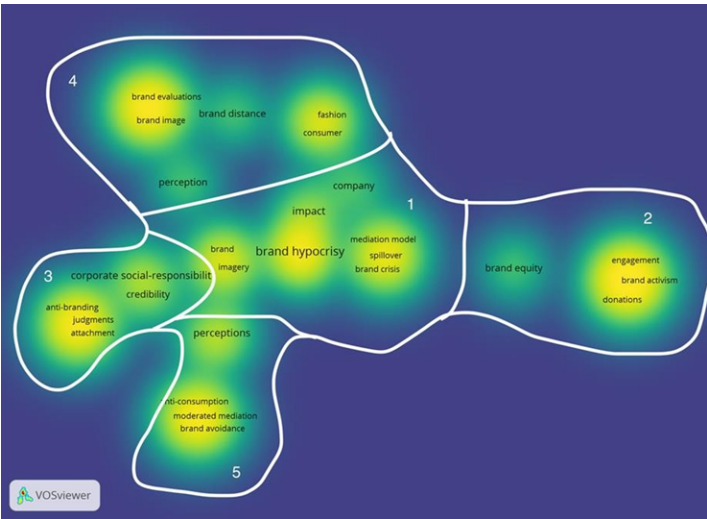 4
brand evaluations
brand image
brand distance
fashion
consumer
perception
company
1
impact
brand hypocrisy
mediation model
spillover
brand crisis
brand
imagery
2
engagement
brand activism
donations
brand equity
3
corporate social-responsibilit
credibility
anti-branding
judgments
attachment
perceptions
nti-consumption
moderated mediation
brand avoidance
5
VOSviewer